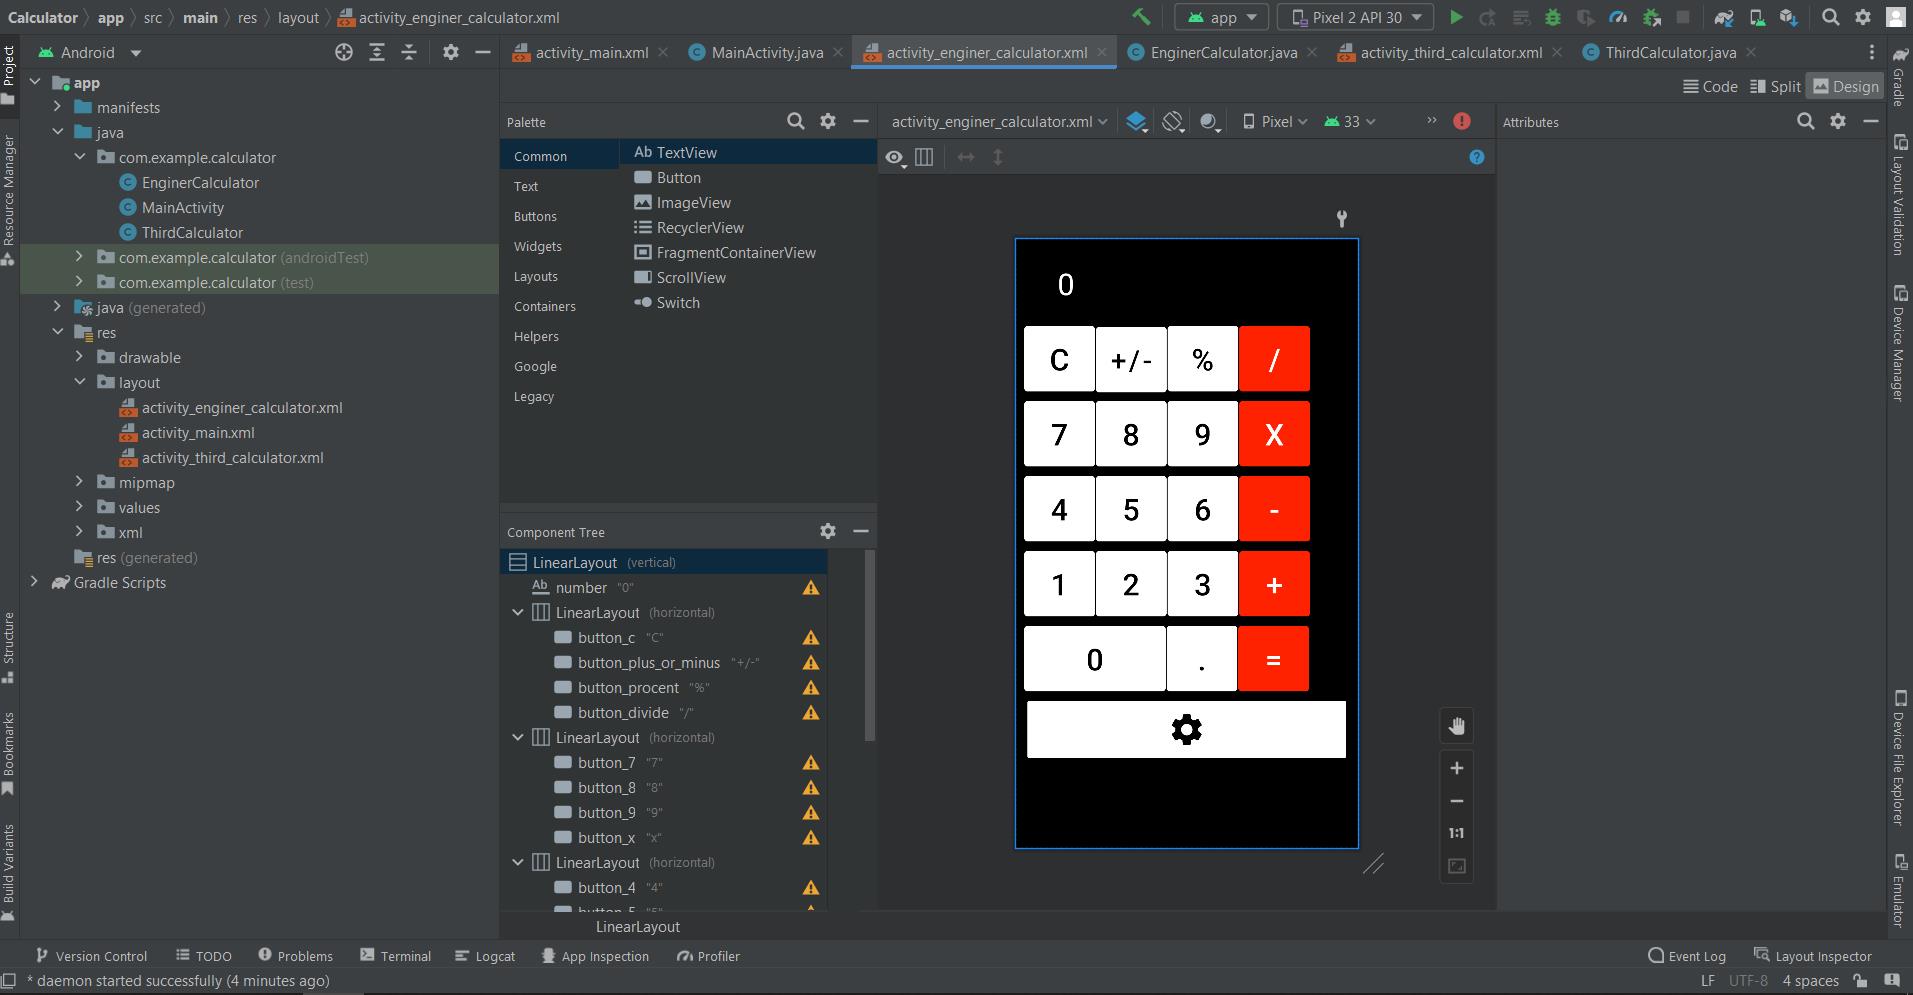 Calculator app src main res layout activity_enginer_calculator.xml app Pixel 2 API 30
Project
Resource Manager
Structure
Bookmarks
Build Variants
Android
app
manifests
java
com.example.calculator
EnginerCalculator
MainActivity
ThirdCalculator
com.example.calculator (androidTest)
com.example.calculator (test)
java (generated)
res
drawable
layout
activity_enginer_calculator.xml
activity_main.xml
activity_third_calculator.xml
mipmap
values
xml
res (generated)
Gradle Scripts
activity_main.xml MainActivity.java activity_enginer_calculator.xml EnginerCalculator.java activity_third_calculator.xml ThirdCalculator.java
Code Split Design
Palette
Common
Text
Buttons
Widgets
Layouts
Containers
Helpers
Google
Legacy
Ab TextView
Button
ImageView
RecyclerView
FragmentContainerView
ScrollView
Switch
Component Tree
LinearLayout (vertical)
Ab number "0"
LinearLayout (horizontal)
button_c "C"
button_plus_or_minus "+/-"
button_procent "%"
button_divide "/"
LinearLayout (horizontal)
button_7 "7"
button_8 "8"
button_9 "9"
button_x "x"
LinearLayout (horizontal)
button_4 "4"
button_5 "5"
LinearLayout
activity_enginer_calculator.xml Pixel 33 »
?
0
C +/- % /
7 8 9 X
4 5 6 -
1 2 3 +
0 . =
+
−
1:1
Attributes
Gradle
Layout Validation
Device Manager
Device File Explorer
Emulator
Version Control TODO Problems Terminal Logcat App Inspection Profiler Event Log Layout Inspector
* daemon started successfully (4 minutes ago) LF UTF-8 4 spaces